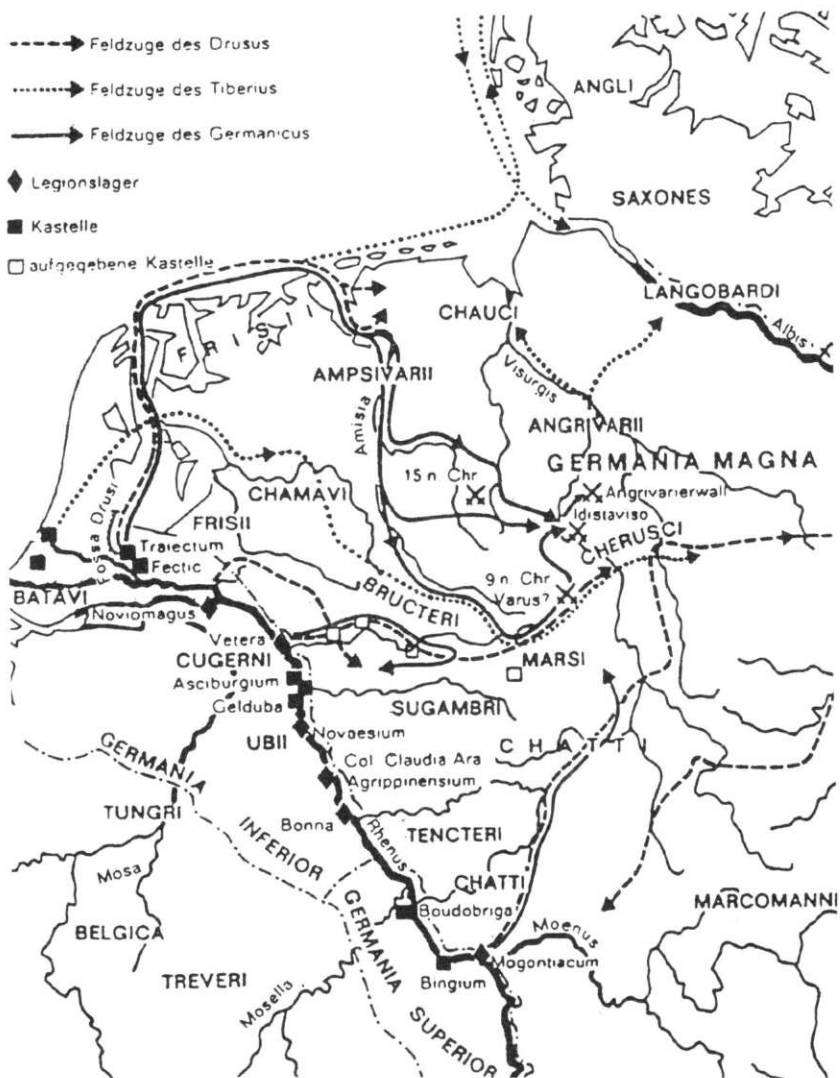 Feldzuge des Drusus
Feldzuge des Tiberius
Feldzuge des Germanicus
Legionslager
Kastelle
aufgegebene Kastelle
ANGLI
SAXONES
LANGOBARDI
Albis
CHAUCI
FRISII
AMPSIVARII
Visurgis
Amisia
ANGRIVARII
15 n. Chr
GERMANIA MAGNA
CHAMAVI
Angrivarierwall
Idistaviso
Fossa Drusi
FRISII
CHERUSCI
Traiectum
Fectic
9 n. Chr
Varus?
BATAVI
BRUCTERI
Noviomagus
Vetera
CUGERNI
MARSI
Asciburgium
Gelduba
SUGAMBRI
Novaesium
UBII
CHATTI
GERMANIA
INFERIOR
Col. Claudia Ara
Agrippinensium
TUNGRI
Bonna
Rhenus
TENCTERI
Mosa
CHATTI
MARCOMANNI
Boudobriga
Moenus
BELGICA
Mogontiacum
Bingium
TREVERI
Mosella
GERMANIA
SUPERIOR